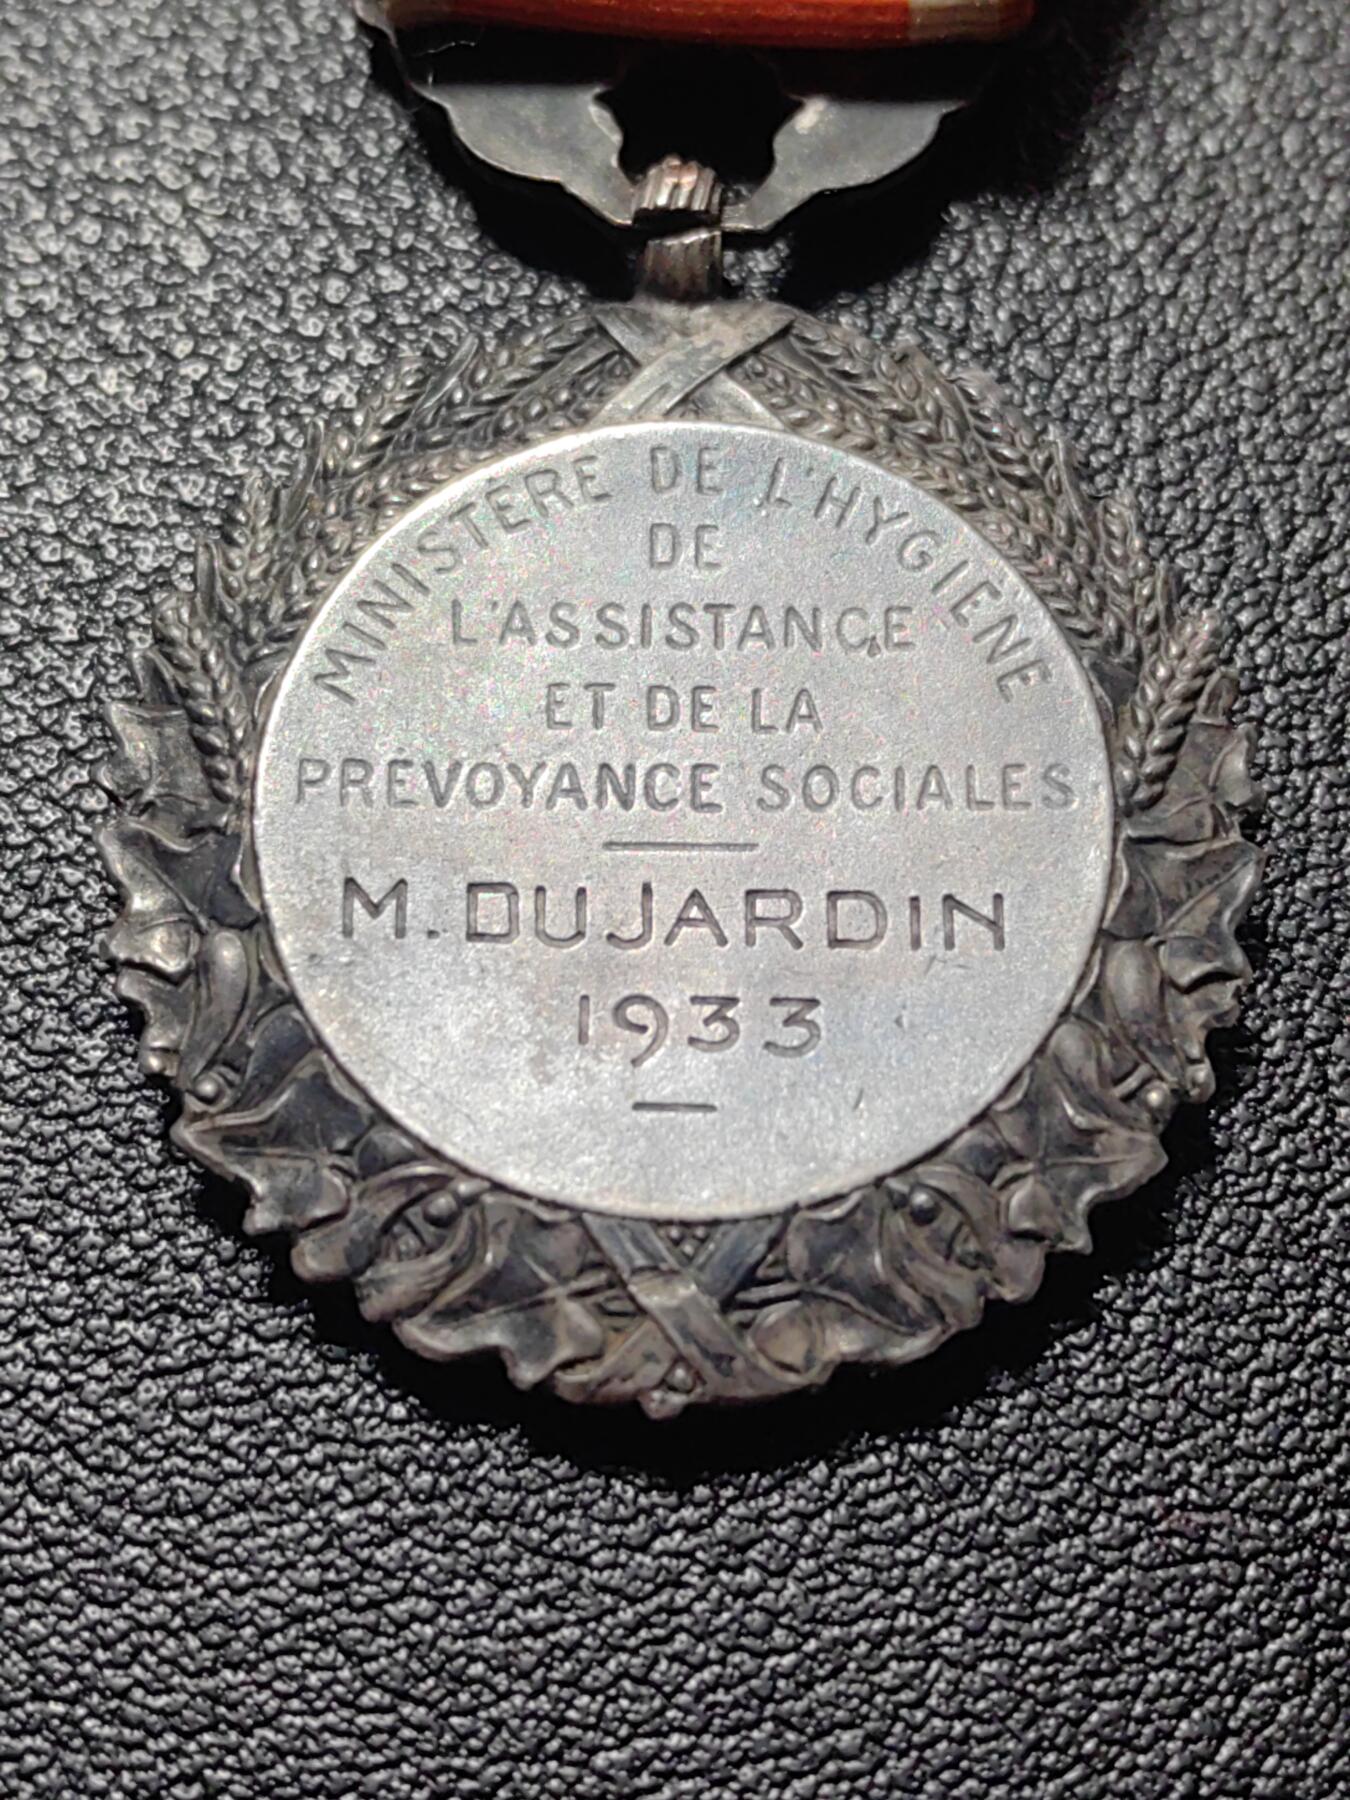 MINISTÈRE DE L'HYGIÈNE
DE
L'ASSISTANCE
ET DE LA
PRÉVOYANCE SOCIALES
M. DUJARDIN
1933